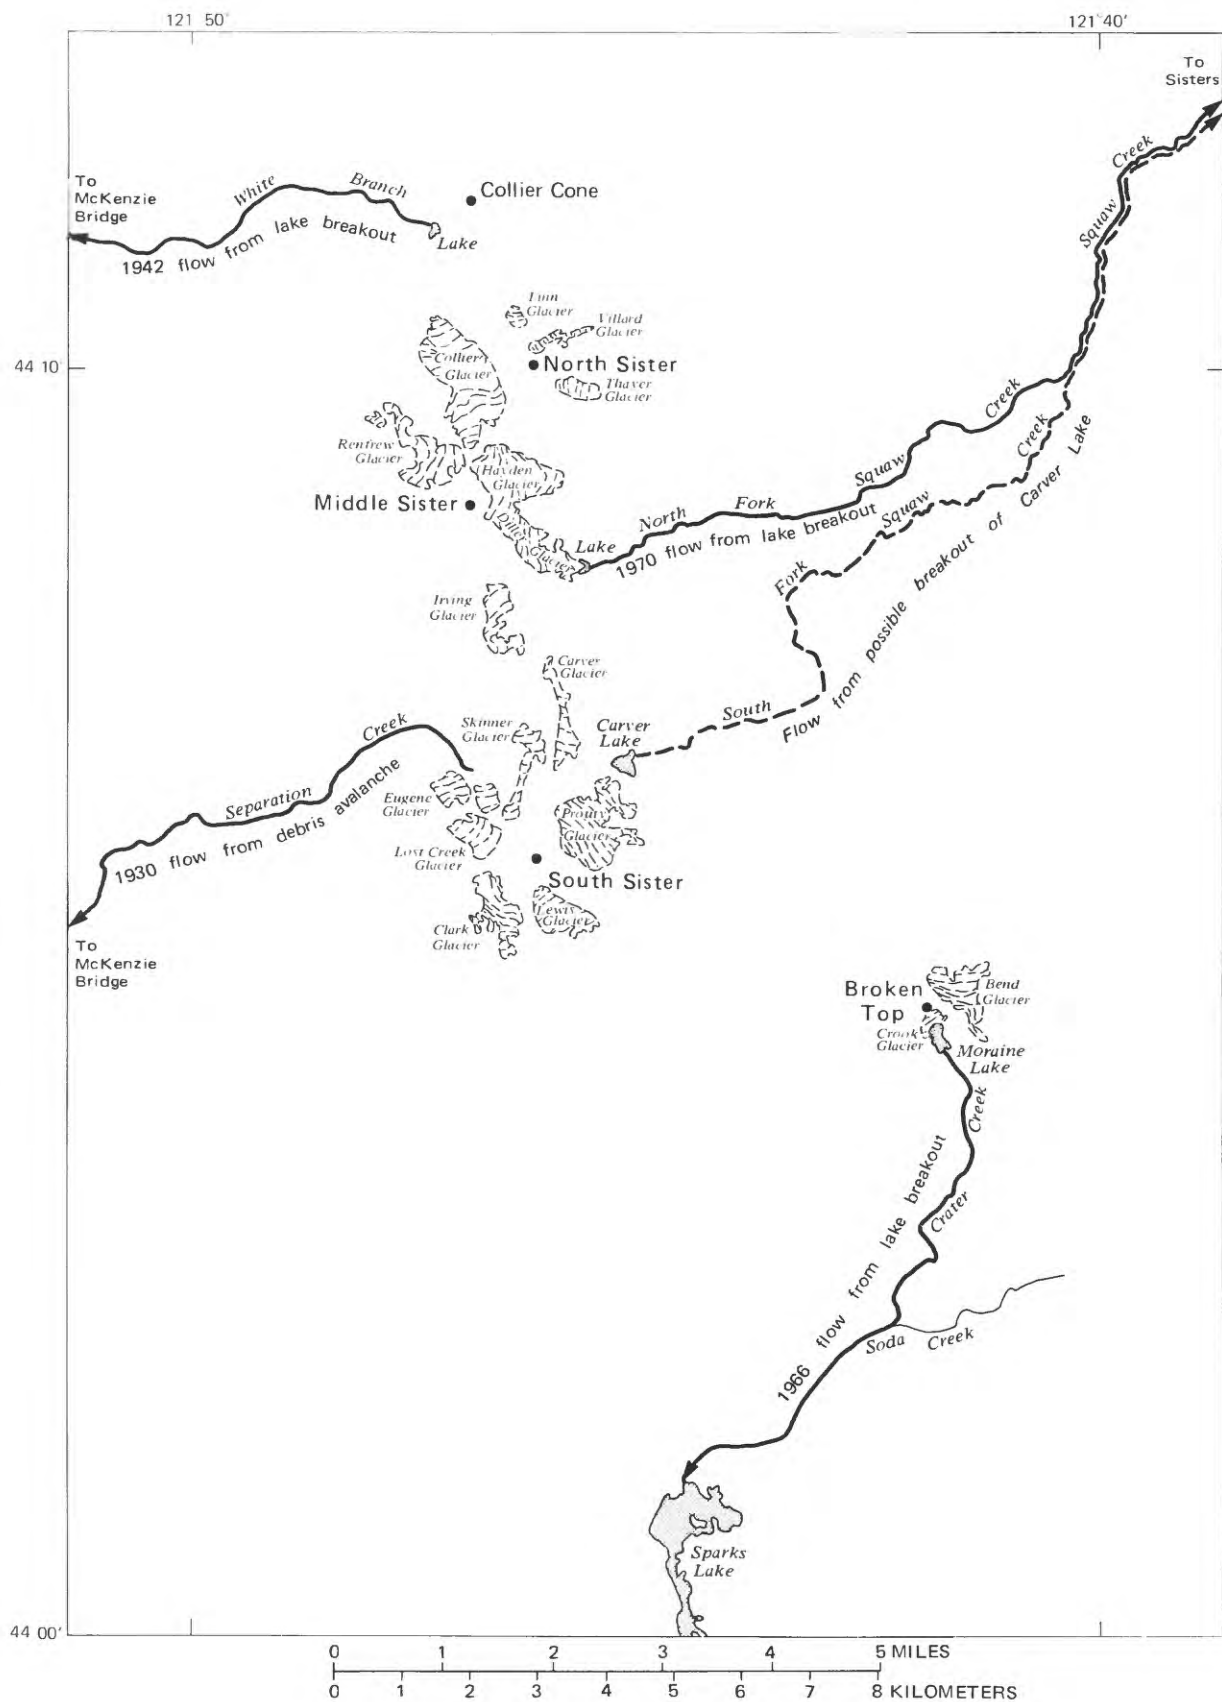 121 50'
121°40'
To
Sisters
To
McKenzie
Bridge
White Branch
Collier Cone
Lake
1942 flow from lake breakout
Creek
Squaw
Linn
Glacier
Villard
Glacier
44 10'
Collier
Glacier
North Sister
Thayer
Glacier
Renfrew
Glacier
Hayden
Glacier
Middle Sister
Diller
Glacier
Lake
North Fork Squaw Creek
1970 flow from lake breakout
South Fork Squaw Creek
Flow from possible breakout of Carver Lake
Irving
Glacier
Carver
Glacier
Skinner
Glacier
Carver
Lake
Separation Creek
1930 flow from debris avalanche
Eugene
Glacier
Prouty
Glacier
Lost Creek
Glacier
South Sister
Lewis
Glacier
Clark
Glacier
To
McKenzie
Bridge
Broken
Top
Bend
Glacier
Crook
Glacier
Moraine
Lake
Crater Creek
1966 flow from lake breakout
Soda Creek
Sparks
Lake
44 00'
0 1 2 3 4 5 MILES
0 1 2 3 4 5 6 7 8 KILOMETERS